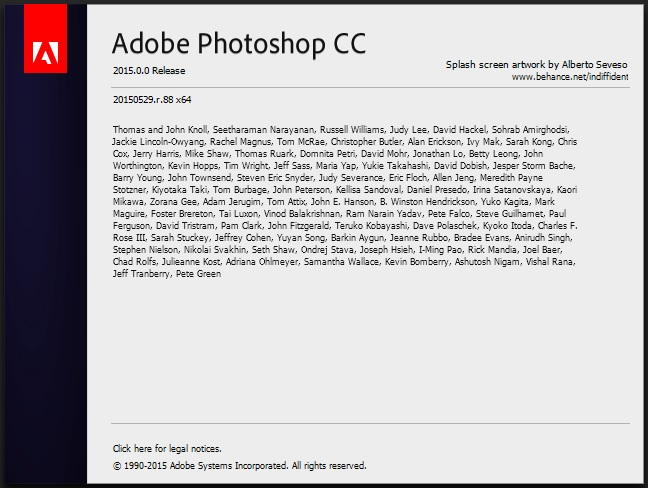 Adobe Photoshop CC
2015.0.0 Release
Splash screen artwork by Alberto Seveso
www.behance.net/indiffident
20150529.r.88 x64
Thomas and John Knoll, Seetharaman Narayanan, Russell Williams, Judy Lee, David Hackel, Sohrab Amirghodsi,
Jackie Lincoln-Owyang, Rachel Magnus, Tom McRae, Christopher Butler, Alan Erickson, Ivy Mak, Sarah Kong, Chris
Cox, Jerry Harris, Mike Shaw, Thomas Ruark, Domnita Petri, David Mohr, Jonathan Lo, Betty Leong, John
Worthington, Kevin Hopps, Tim Wright, Jeff Sass, Maria Yap, Yukie Takahashi, David Dobish, Jesper Storm Bache,
Barry Young, John Townsend, Steven Eric Snyder, Judy Severance, Eric Floch, Allen Jeng, Meredith Payne
Stotzner, Kiyotaka Taki, Tom Burbage, John Peterson, Kellisa Sandoval, Daniel Presedo, Irina Satanovskaya, Kaori
Mikawa, Zorana Gee, Adam Jerugim, Tom Attix, John E. Hanson, B. Winston Hendrickson, Yuko Kagita, Mark
Maguire, Foster Brereton, Tai Luxon, Vinod Balakrishnan, Ram Narain Yadav, Pete Falco, Steve Guilhamet, Paul
Ferguson, David Tristram, Pam Clark, John Fitzgerald, Teruko Kobayashi, Dave Polaschek, Kyoko Itoda, Charles F.
Rose III, Sarah Stuckey, Jeffrey Cohen, Yuyan Song, Barkin Aygun, Jeanne Rubbo, Bradee Evans, Anirudh Singh,
Stephen Nielson, Nikolai Svakhin, Seth Shaw, Ondrej Stava, Joseph Hsieh, I-Ming Pao, Rick Mandia, Joel Baer,
Chad Rolfs, Julieanne Kost, Adriana Ohlmeyer, Samantha Wallace, Kevin Bomberry, Ashutosh Nigam, Vishal Rana,
Jeff Tranberry, Pete Green
Click here for legal notices.
© 1990-2015 Adobe Systems Incorporated. All rights reserved.